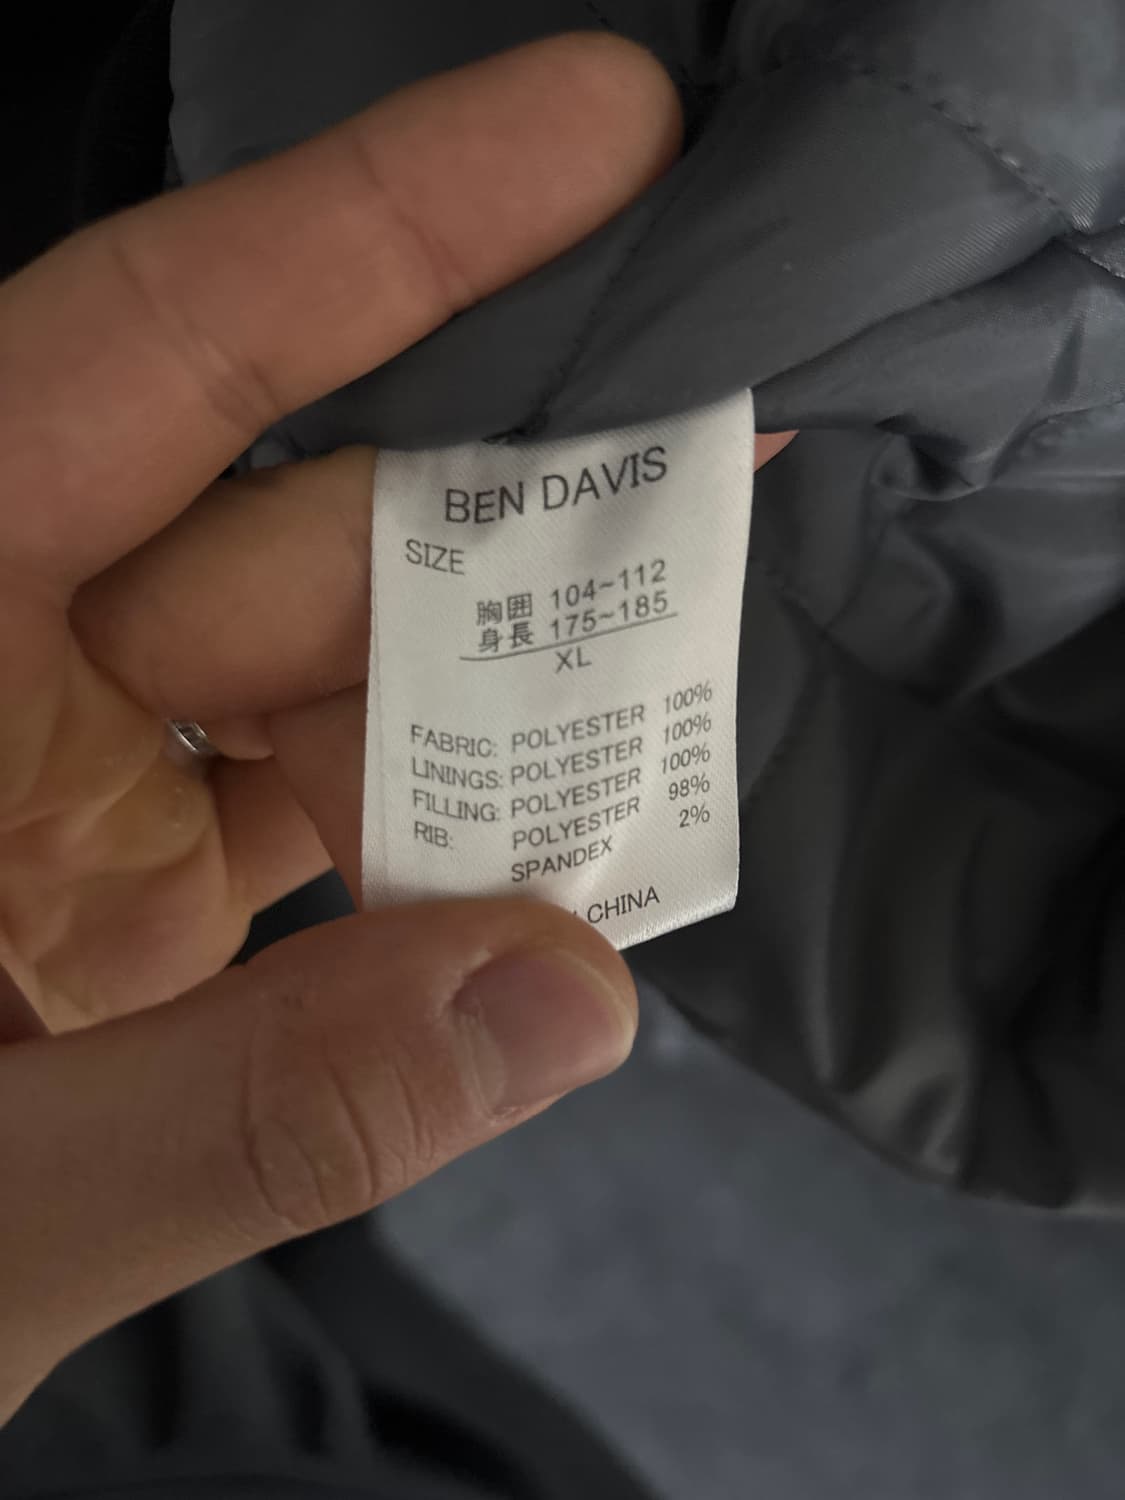 BEN DAVIS
SIZE
胸囲 104~112
身長 175~185
XL
FABRIC: POLYESTER 100%
LININGS: POLYESTER 100%
FILLING: POLYESTER 100%
RIB: POLYESTER 98%
SPANDEX 2%
CHINA